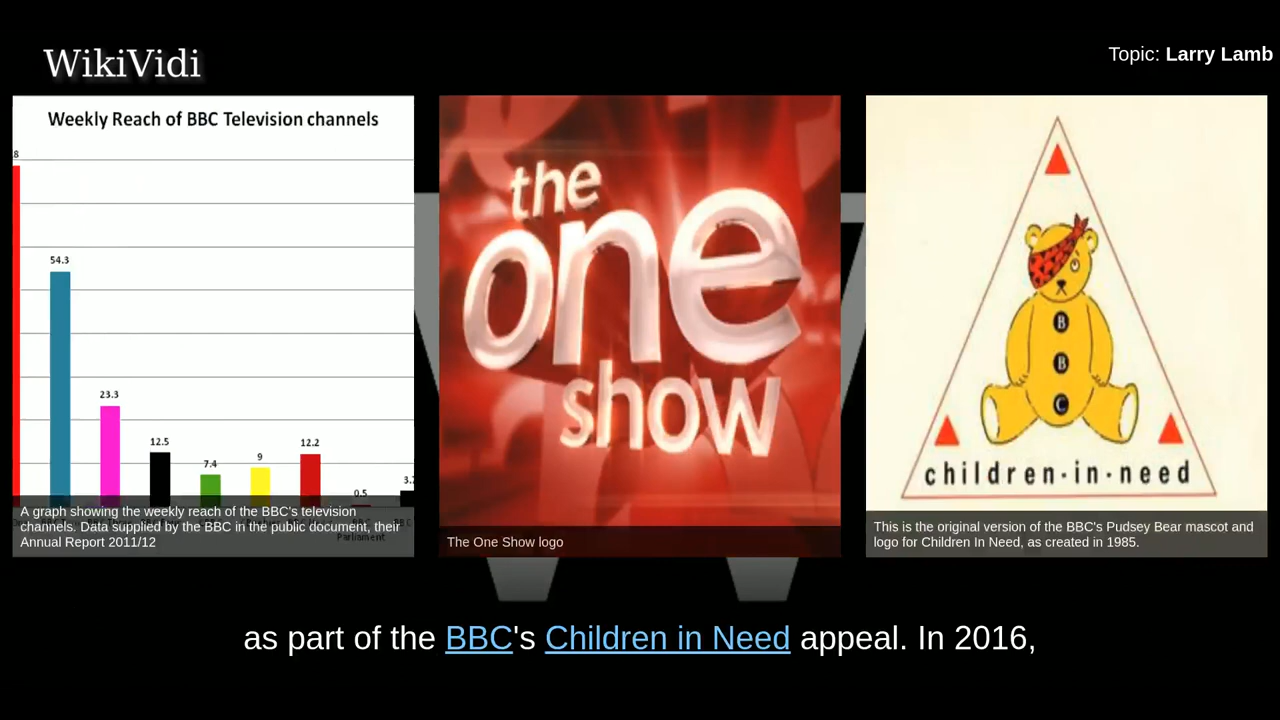 WikiVidi
Topic: Larry Lamb
Weekly Reach of BBC Television channels
8
54.3
23.3
12.5
7.4
9
12.2
0.5
3.7
Parliament
A graph showing the weekly reach of the BBC's television
channels. Data supplied by the BBC in the public document, their
Annual Report 2011/12
the
one
show
The One Show logo
B
B
C
children-in-need
This is the original version of the BBC's Pudsey Bear mascot and
logo for Children In Need, as created in 1985.
as part of the BBC's Children in Need appeal. In 2016,